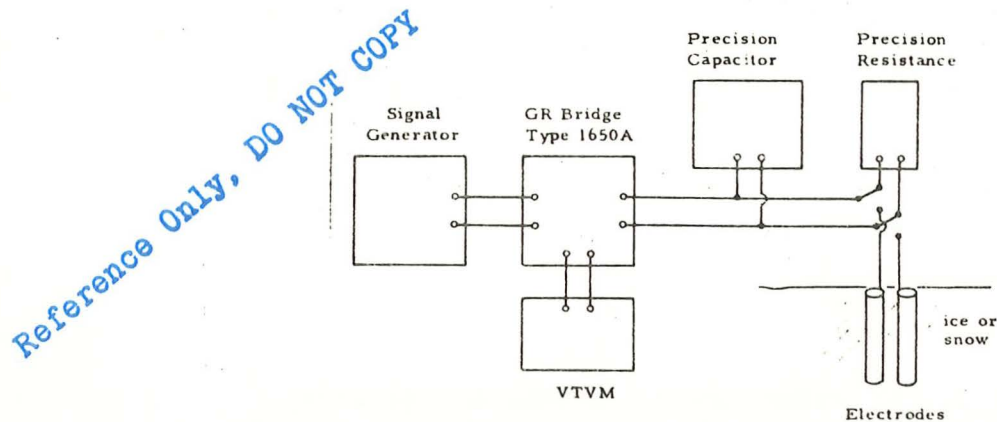 Reference Only, DO NOT COPY
Precision
Capacitor
Precision
Resistance
Signal
Generator
GR Bridge
Type 1650A
VTVM
ice or
snow
Electrodes